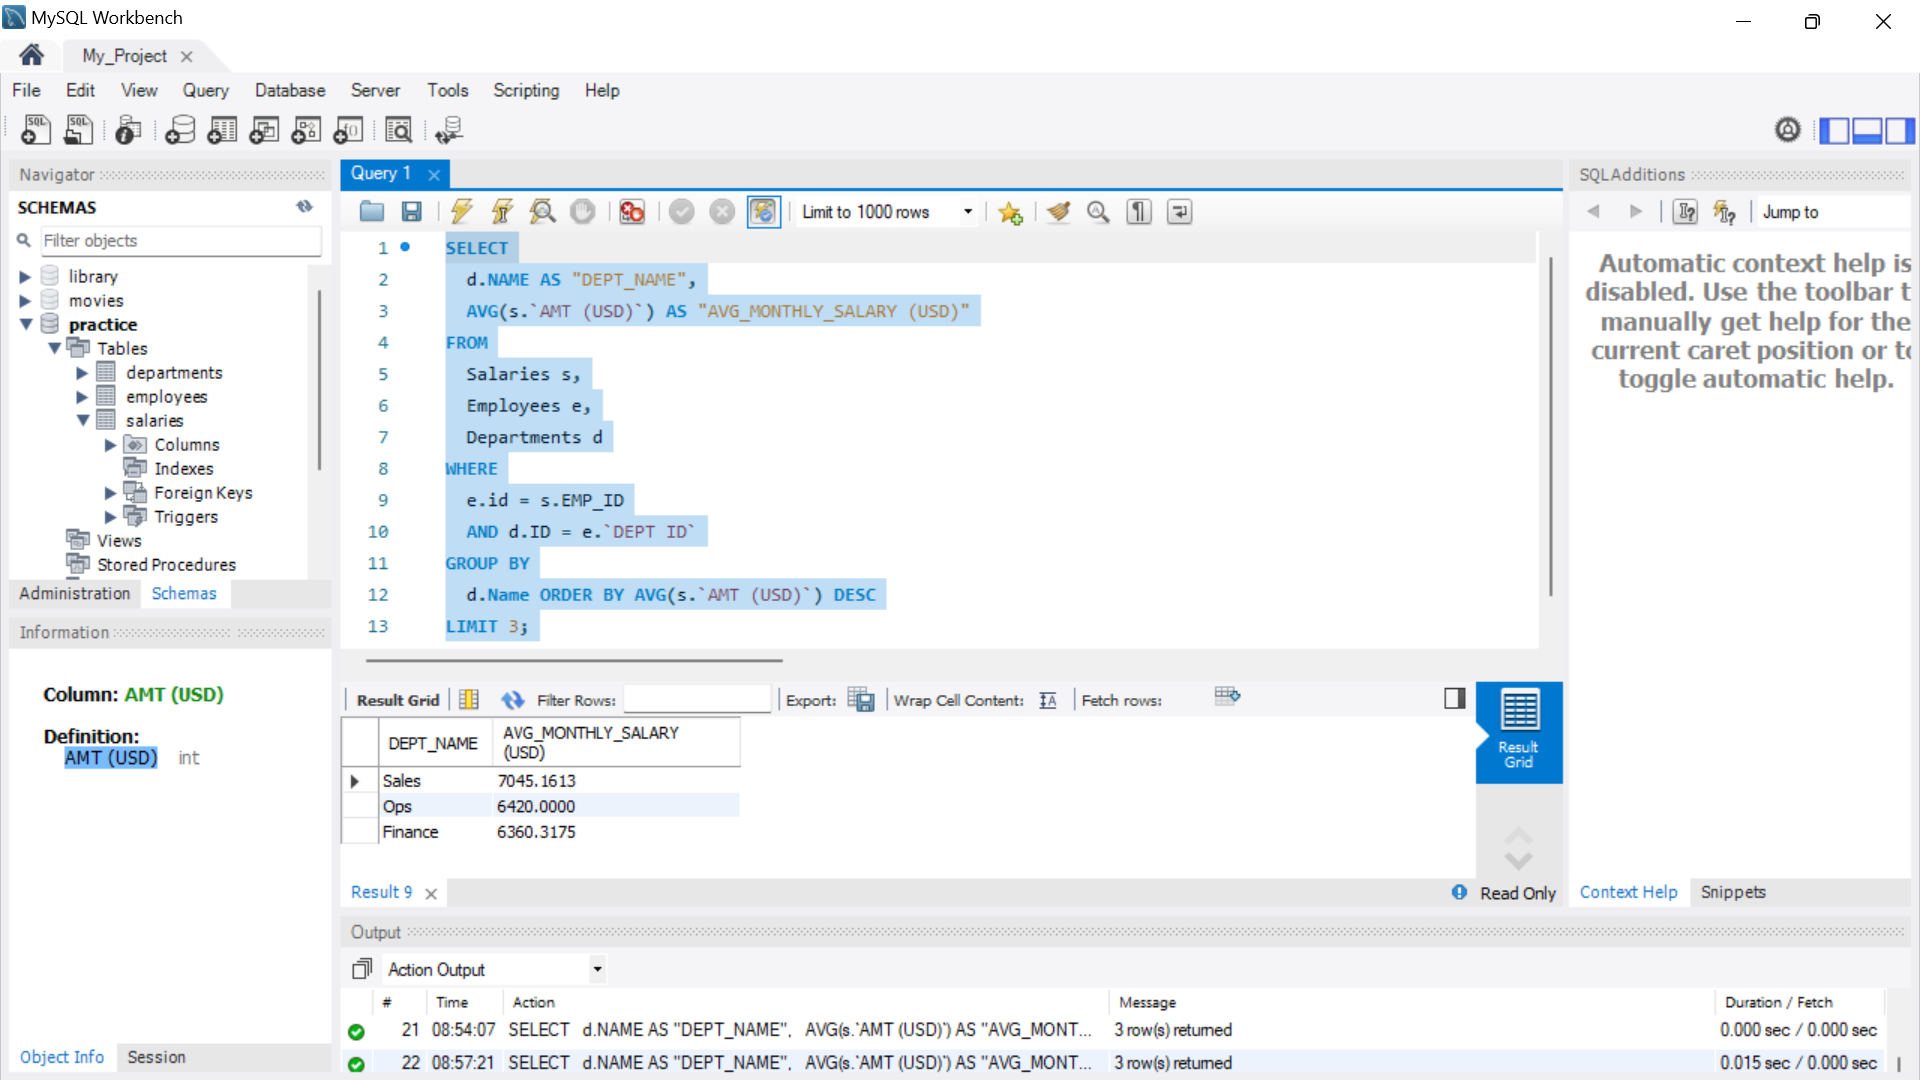 MySQL Workbench
My_Project
File Edit View Query Database Server Tools Scripting Help
Navigator
SCHEMAS
Filter objects
library
movies
practice
Tables
departments
employees
salaries
Columns
Indexes
Foreign Keys
Triggers
Views
Stored Procedures
Administration Schemas
Information
Column: AMT (USD)
Definition:
AMT (USD) int
Object Info Session
Query 1
Limit to 1000 rows
1 SELECT
2 d.NAME AS "DEPT_NAME",
3 AVG(s.`AMT (USD)`) AS "AVG_MONTHLY_SALARY (USD)"
4 FROM
5 Salaries s,
6 Employees e,
7 Departments d
8 WHERE
9 e.id = s.EMP_ID
10 AND d.ID = e.`DEPT ID`
11 GROUP BY
12 d.Name ORDER BY AVG(s.`AMT (USD)`) DESC
13 LIMIT 3;
Result Grid Filter Rows: Export: Wrap Cell Content: Fetch rows:
DEPT_NAME AVG_MONTHLY_SALARY (USD)
Sales 7045.1613
Ops 6420.0000
Finance 6360.3175
Result Grid
Result 9
Read Only
SQLAdditions
Jump to
Automatic context help is
disabled. Use the toolbar t
manually get help for the
current caret position or to
toggle automatic help.
Context Help Snippets
Output
Action Output
# Time Action Message Duration / Fetch
21 08:54:07 SELECT d.NAME AS "DEPT_NAME", AVG(s.`AMT (USD)`) AS "AVG_MONT... 3 row(s) returned 0.000 sec / 0.000 sec
22 08:57:21 SELECT d.NAME AS "DEPT_NAME", AVG(s.`AMT (USD)`) AS "AVG_MONT... 3 row(s) returned 0.015 sec / 0.000 sec